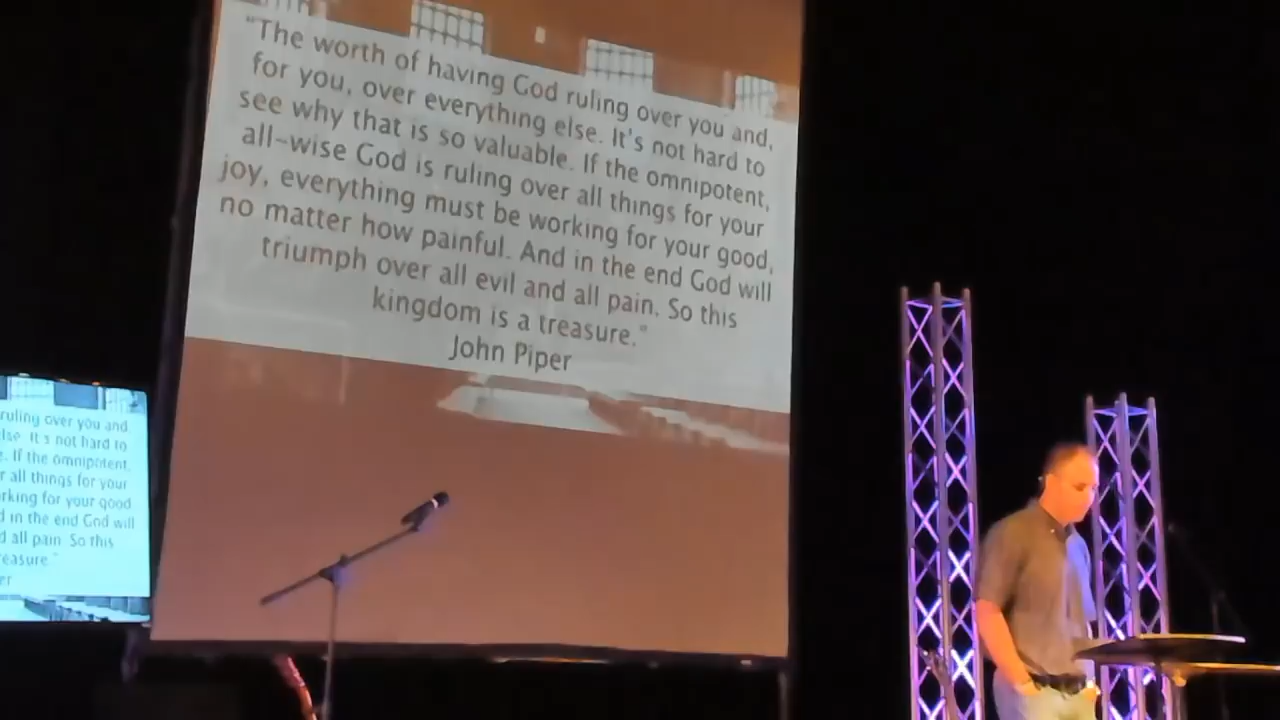 "The worth of having God ruling over you and,
for you, over everything else. It's not hard to
see why that is so valuable. If the omnipotent,
all-wise God is ruling over all things for your
joy, everything must be working for your good,
no matter how painful. And in the end God will
triumph over all evil and all pain. So this
kingdom is a treasure."
John Piper
ruling over you and
lse. It's not hard to
e. If the omnipotent,
r all things for your
rking for your good
d in the end God will
d all pain. So this
reasure."
er